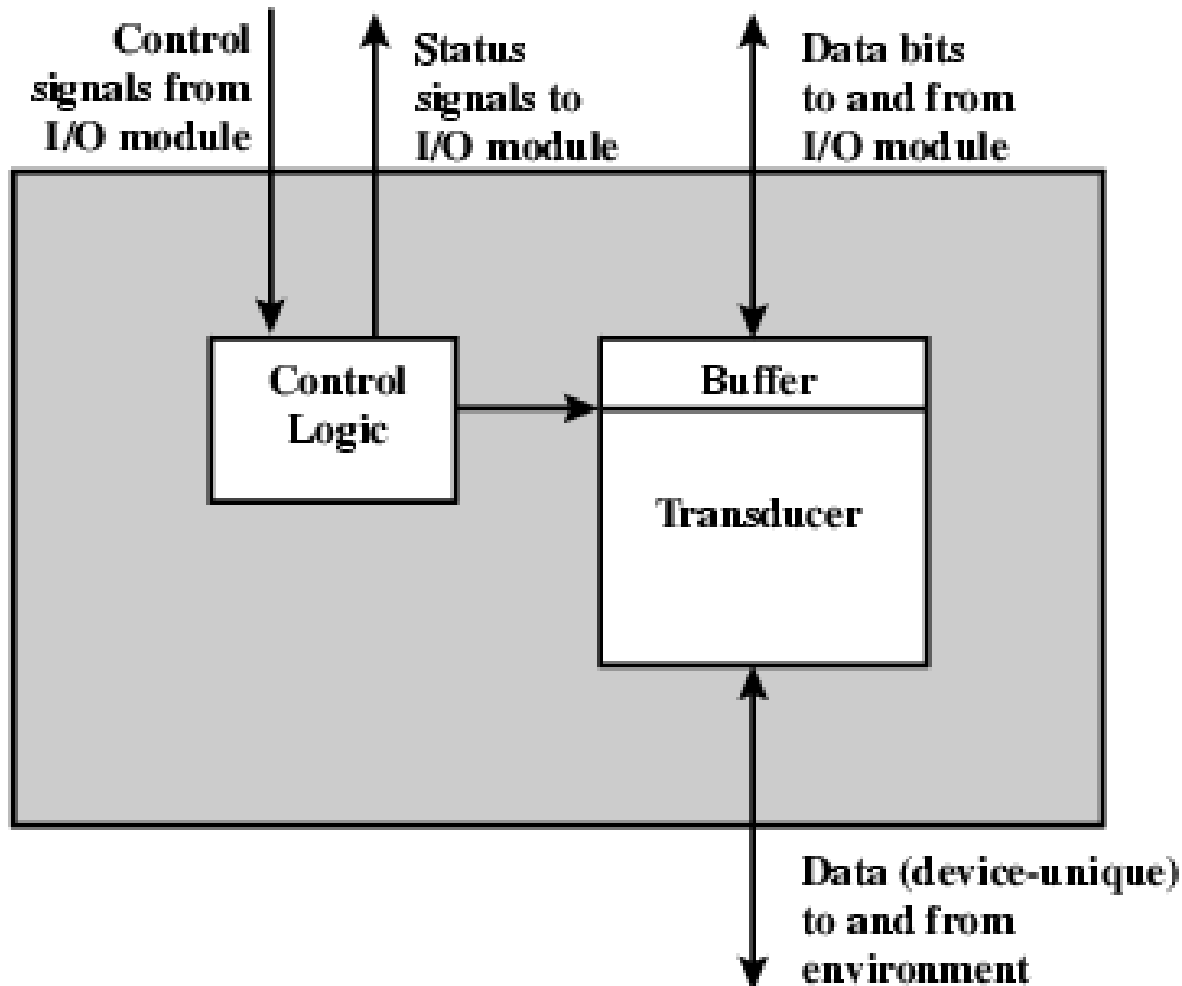 Control
signals from
I/O module
Status
signals to
I/O module
Data bits
to and from
I/O module
Control
Logic
Buffer
Transducer
Data (device-unique)
to and from
environment